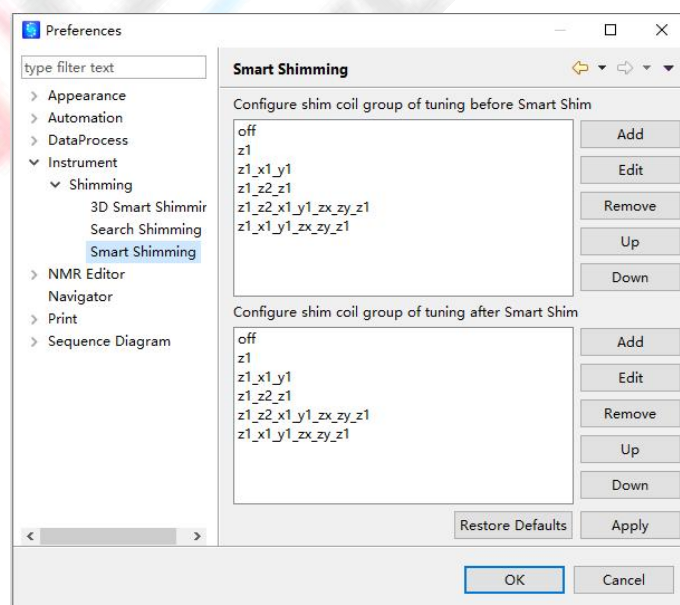 Preferences
type filter text
Appearance
Automation
DataProcess
Instrument
Shimming
3D Smart Shimmir
Search Shimming
Smart Shimming
NMR Editor
Navigator
Print
Sequence Diagram
Smart Shimming
Configure shim coil group of tuning before Smart Shim
off
z1
z1_x1_y1
z1_z2_z1
z1_z2_x1_y1_zx_zy_z1
z1_x1_y1_zx_zy_z1
Add
Edit
Remove
Up
Down
Configure shim coil group of tuning after Smart Shim
off
z1
z1_x1_y1
z1_z2_z1
z1_z2_x1_y1_zx_zy_z1
z1_x1_y1_zx_zy_z1
Add
Edit
Remove
Up
Down
Restore Defaults
Apply
OK
Cancel